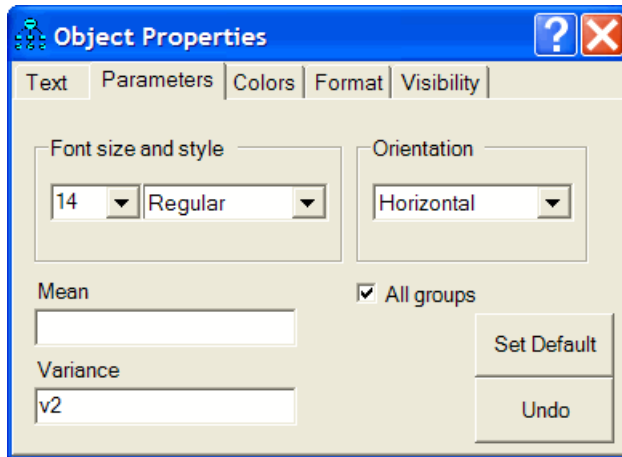 Object Properties
?
Text Parameters Colors Format Visibility
Font size and style
14 Regular
Orientation
Horizontal
Mean
All groups
Variance
v2
Set Default
Undo